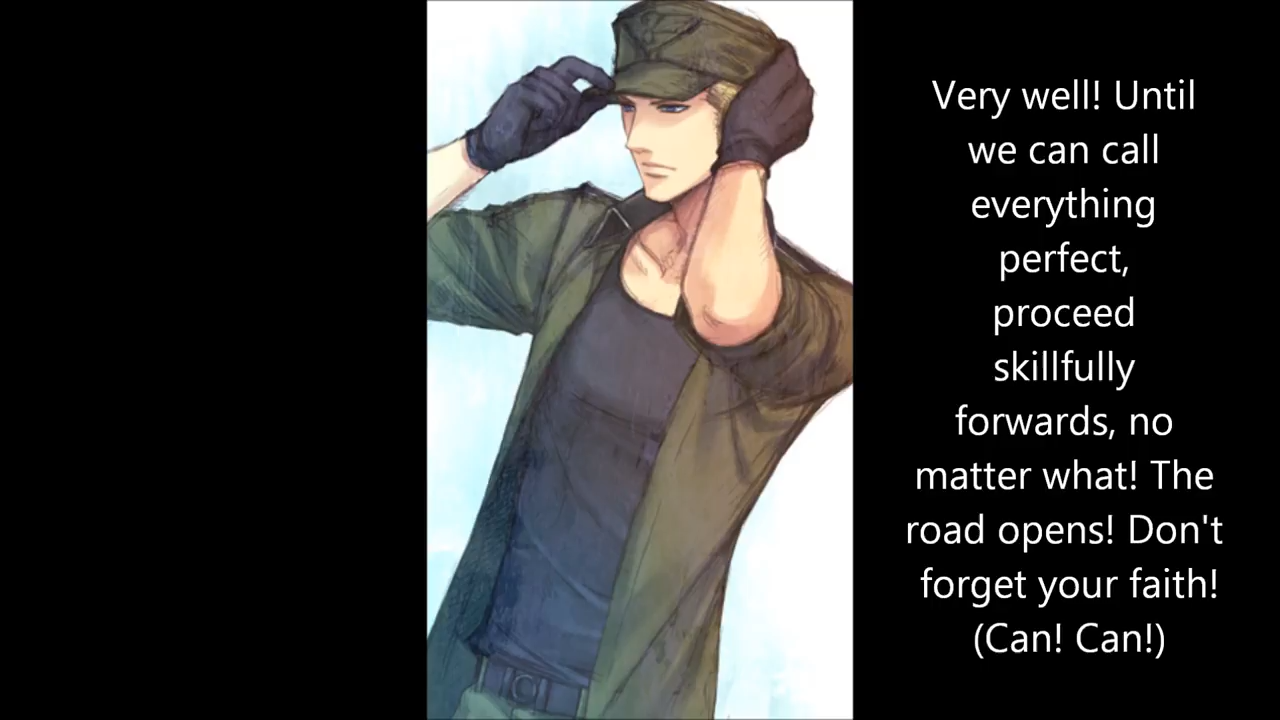 Very well! Until
we can call
everything
perfect,
proceed
skillfully
forwards, no
matter what! The
road opens! Don't
forget your faith!
(Can! Can!)